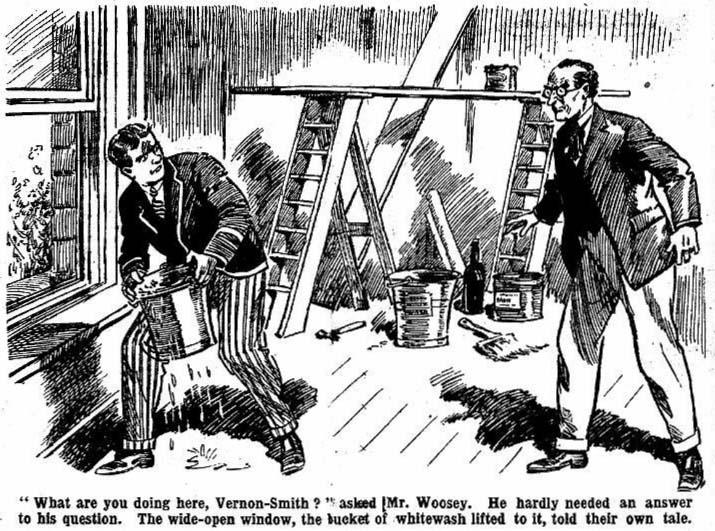 “ What are you doing here, Vernon-Smith ? ” asked Mr. Woosey. He hardly needed an answer
to his question. The wide-open window, the bucket of whitewash lifted to it, told their own tale.